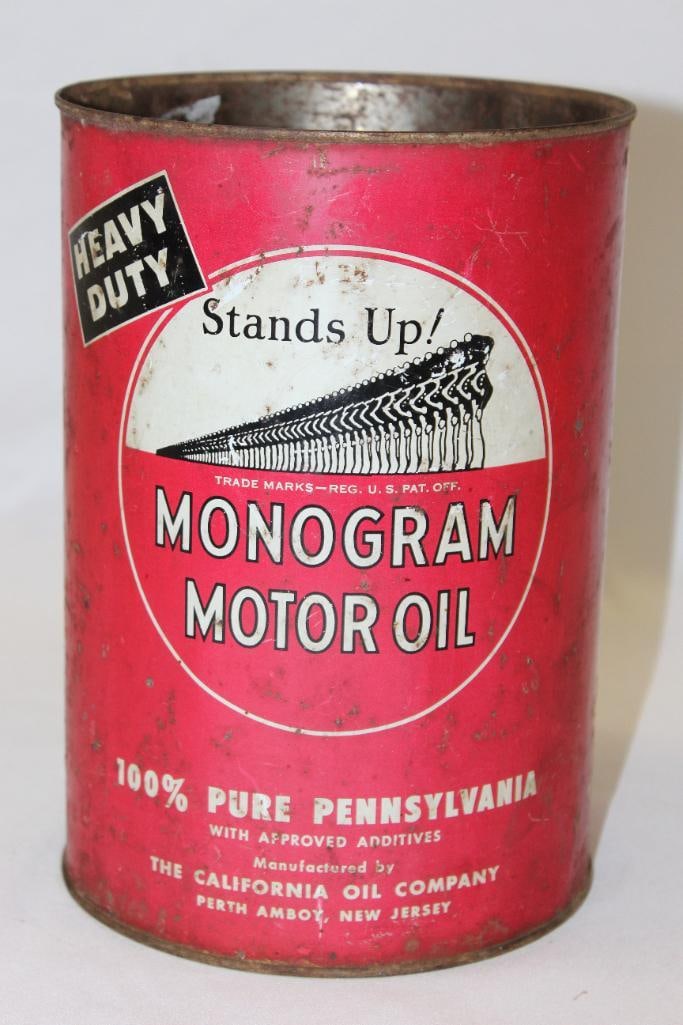 HEAVY
DUTY
Stands Up!
TRADE MARKS—REG. U.S. PAT. OFF.
MONOGRAM
MOTOR OIL
100% PURE PENNSYLVANIA
WITH APPROVED ADDITIVES
Manufactured by
THE CALIFORNIA OIL COMPANY
PERTH AMBOY, NEW JERSEY